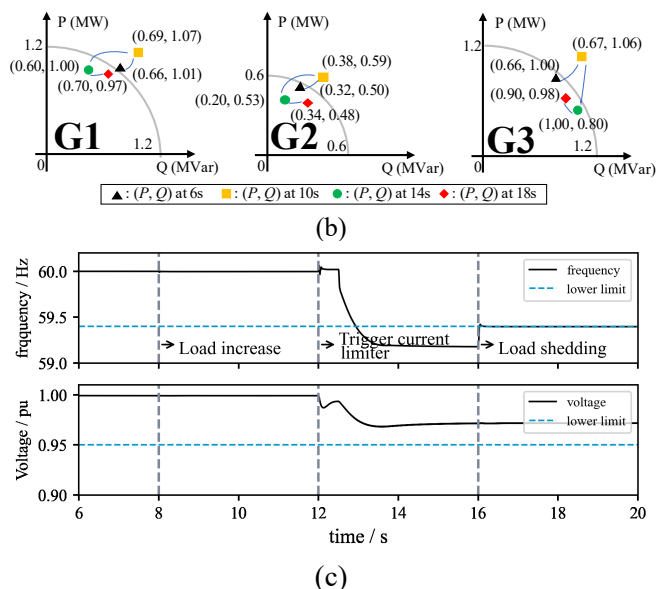 P (MW)
1.2
(0.69, 1.07)
(0.60, 1.00)
(0.66, 1.01)
(0.70, 0.97)
G1
1.2
0
Q (MVar)
P (MW)
0.6
(0.38, 0.59)
(0.32, 0.50)
(0.20, 0.53)
(0.34, 0.48)
G2
0.6
0
Q (MVar)
P (MW)
1.2
(0.67, 1.06)
(0.66, 1.00)
(0.90, 0.98)
(1.00, 0.80)
G3
1.2
0
Q (MVar)
: (P, Q) at 6s : (P, Q) at 10s : (P, Q) at 14s : (P, Q) at 18s
(b)
frqquency / Hz
60.0
59.4
59.0
frequency
lower limit
Load increase
Trigger current
limiter
Load shedding
Voltage / pu
1.00
0.95
0.90
voltage
lower limit
6 8 10 12 14 16 18 20
time / s
(c)